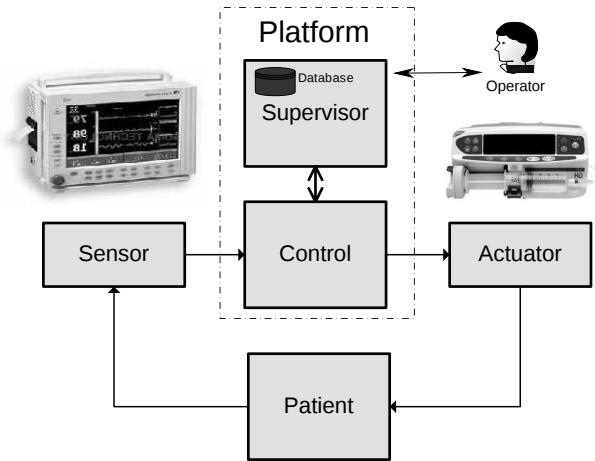 Platform
Database
Supervisor
Operator
Sensor
Control
Actuator
Patient